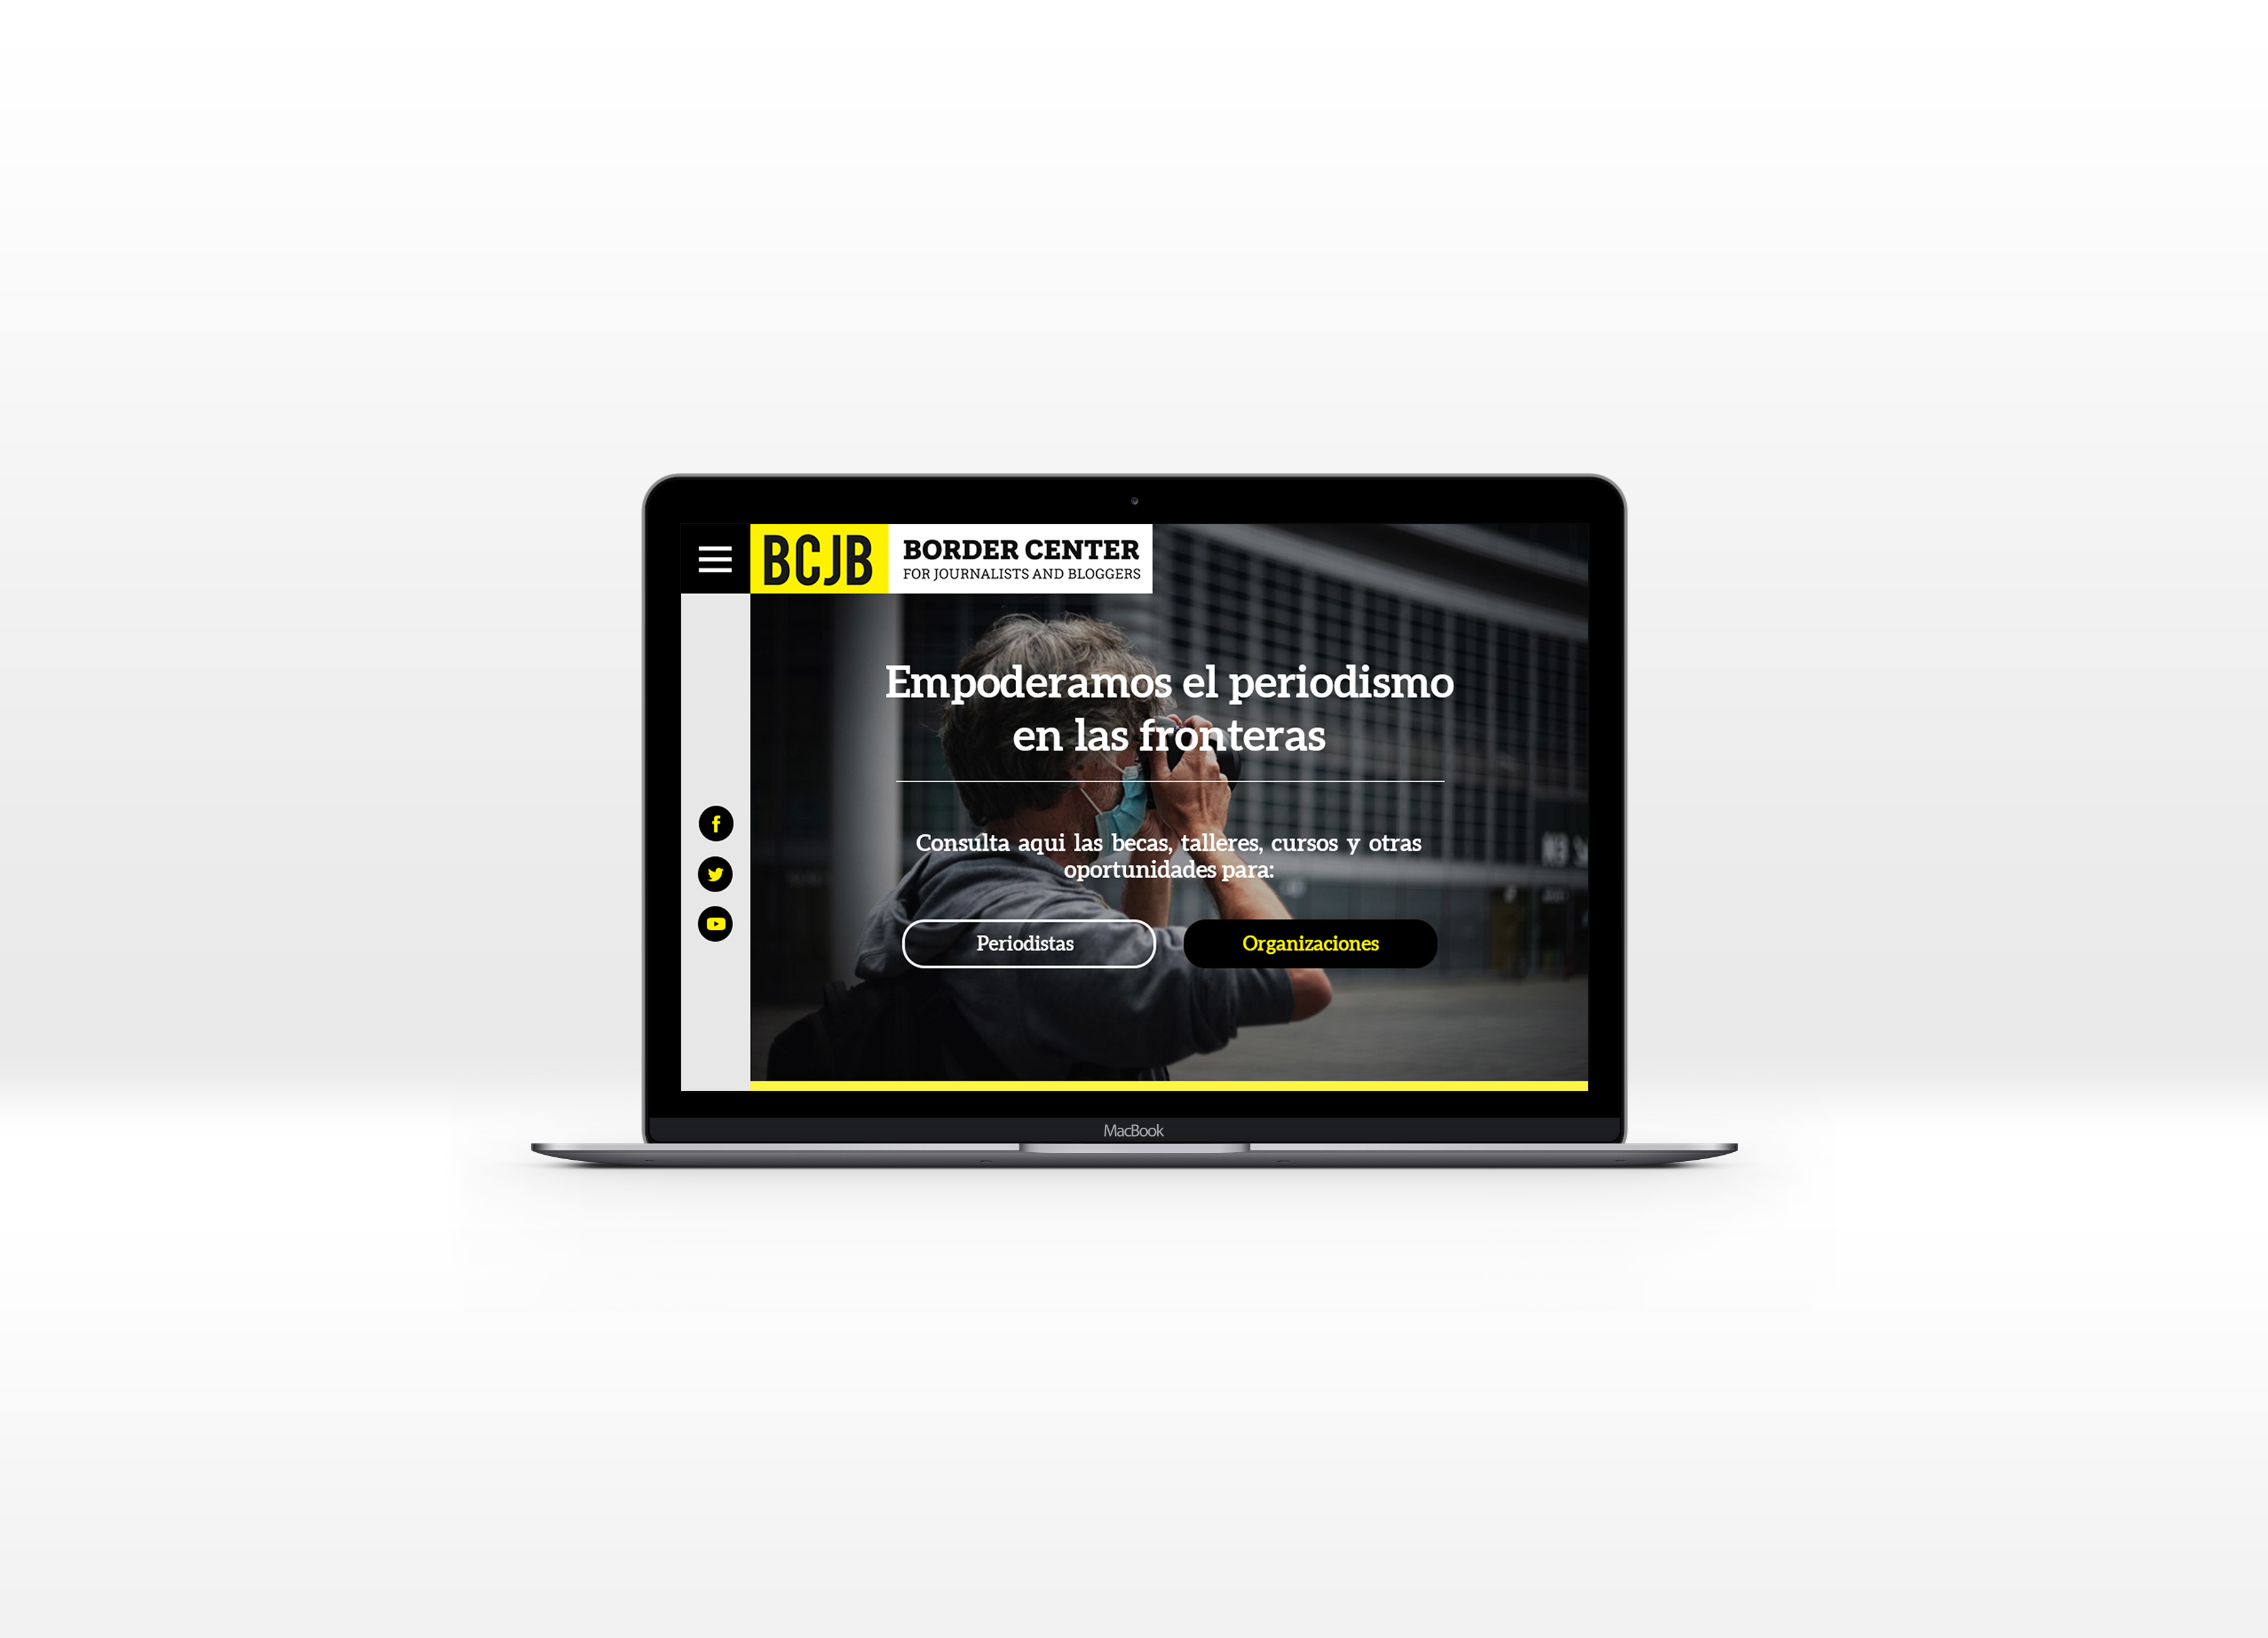 BCJB
BORDER CENTER
FOR JOURNALISTS AND BLOGGERS
Empoderamos el periodismo
en las fronteras
Consulta aqui las becas, talleres, cursos y otras
oportunidades para:
Periodistas
Organizaciones
MacBook